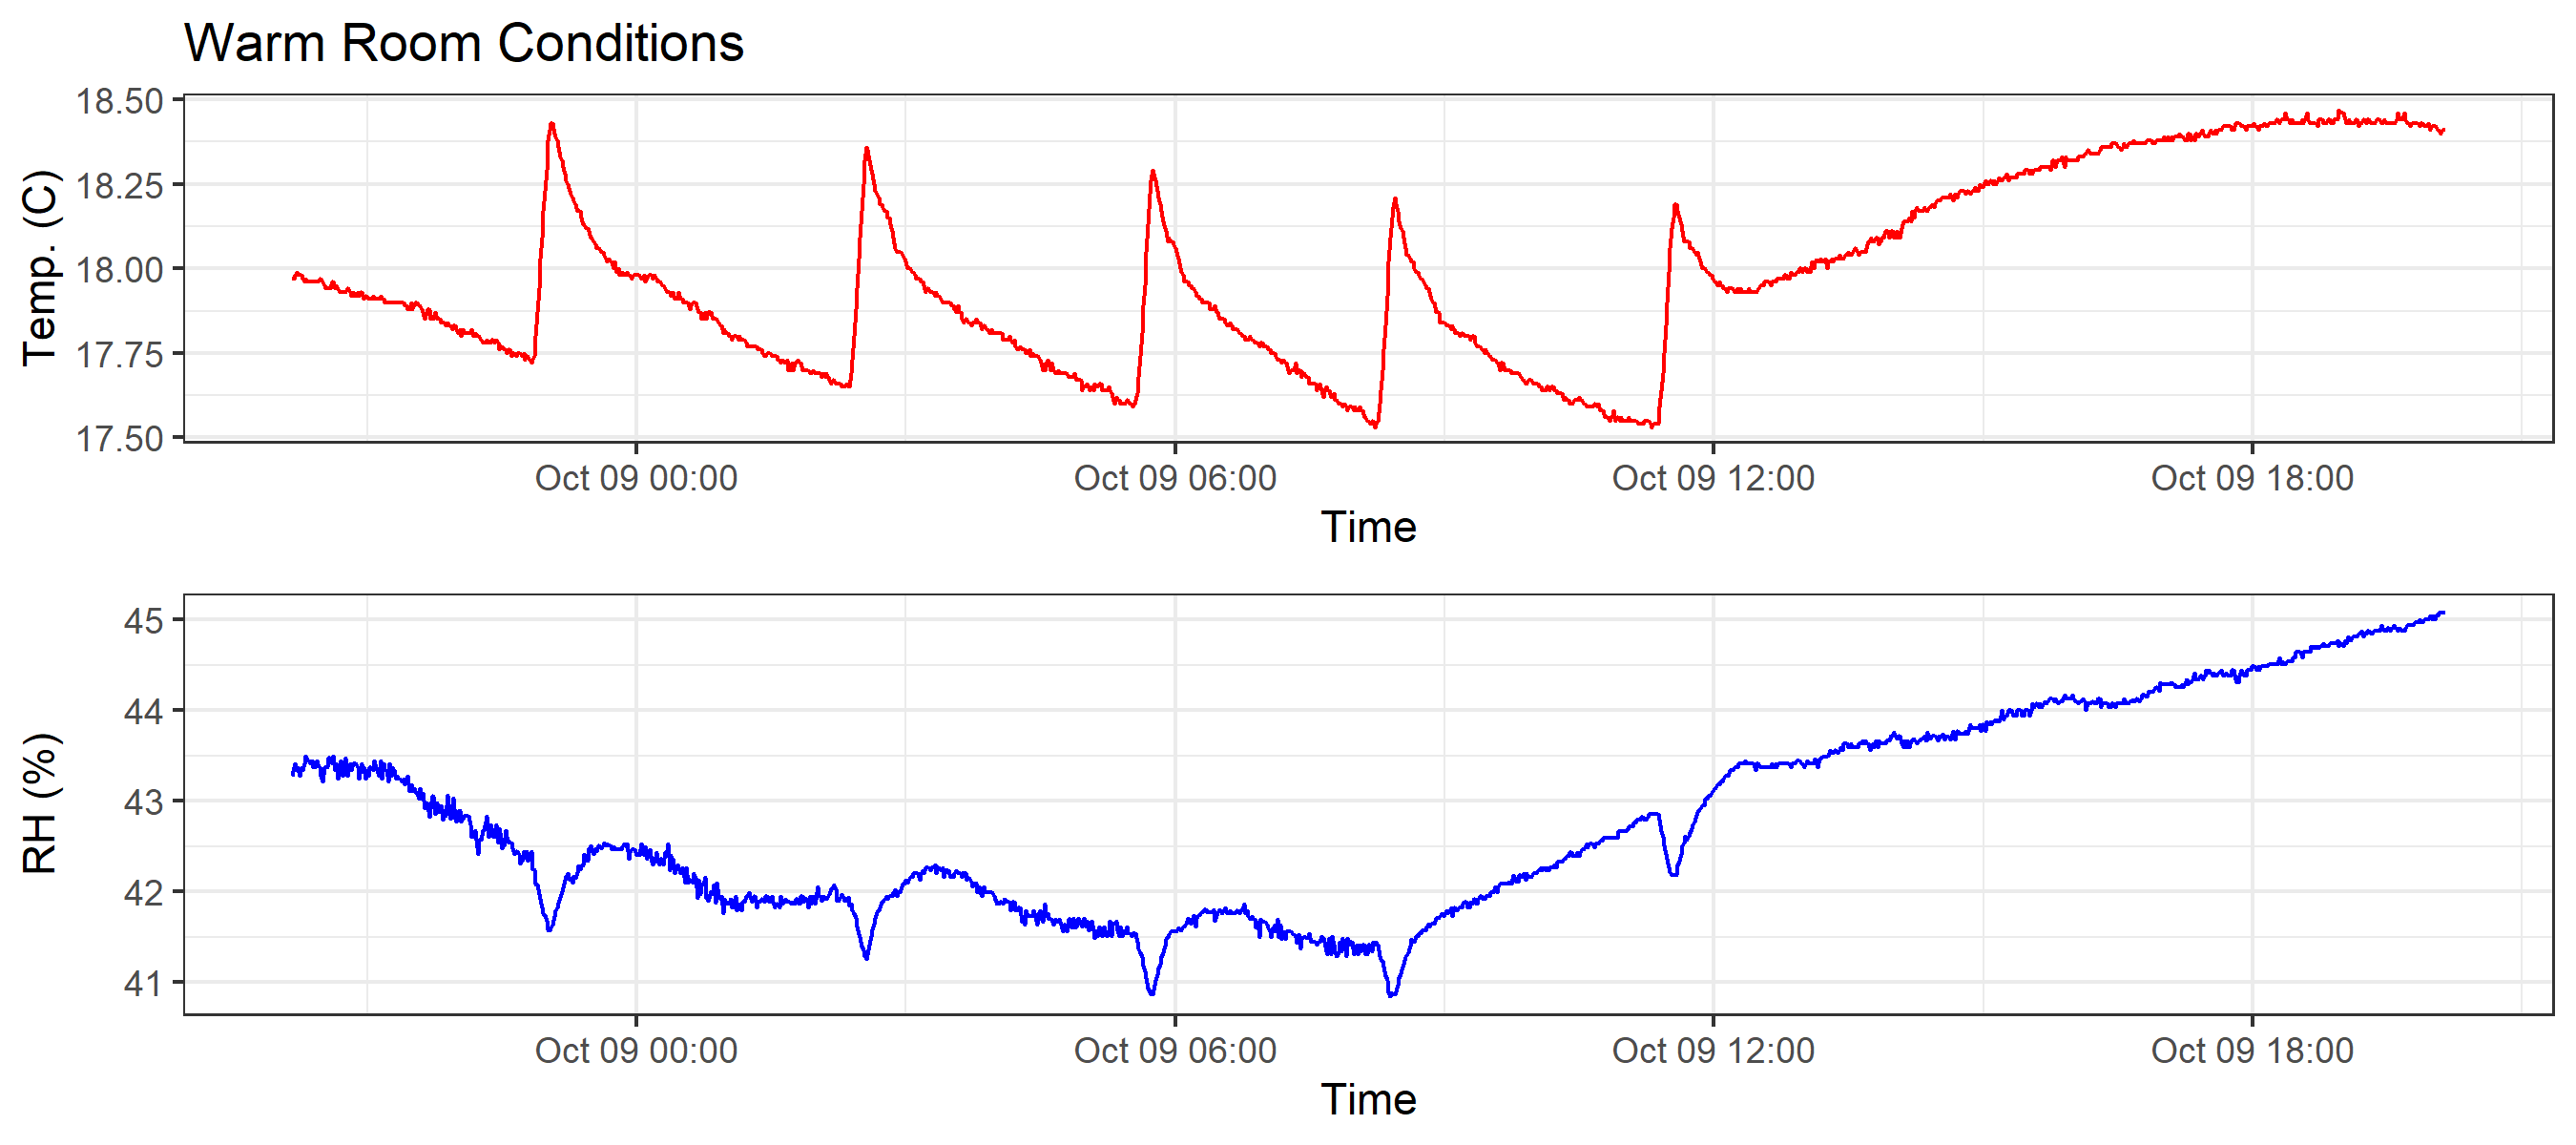 Warm Room Conditions
Temp. (C)
18.50
18.25
18.00
17.75
17.50
Oct 09 00:00 Oct 09 06:00 Oct 09 12:00 Oct 09 18:00
Time
RH (%)
45
44
43
42
41
Oct 09 00:00 Oct 09 06:00 Oct 09 12:00 Oct 09 18:00
Time